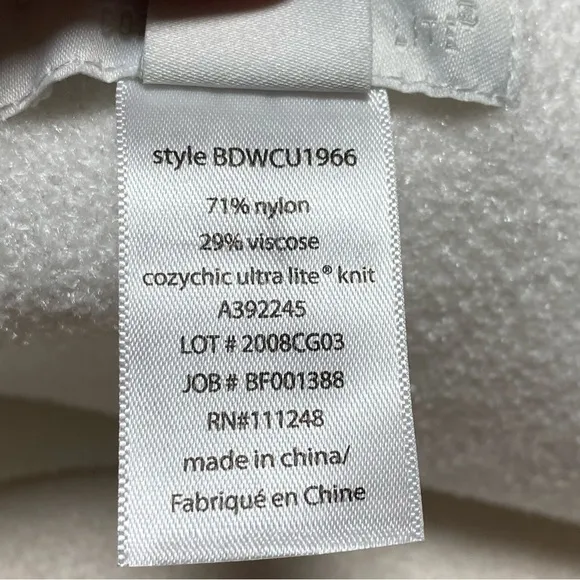 style BDWCU1966
71% nylon
29% viscose
cozychic ultra lite® knit
A392245
LOT # 2008CG03
JOB # BF001388
RN#111248
made in china/
Fabriqué en Chine